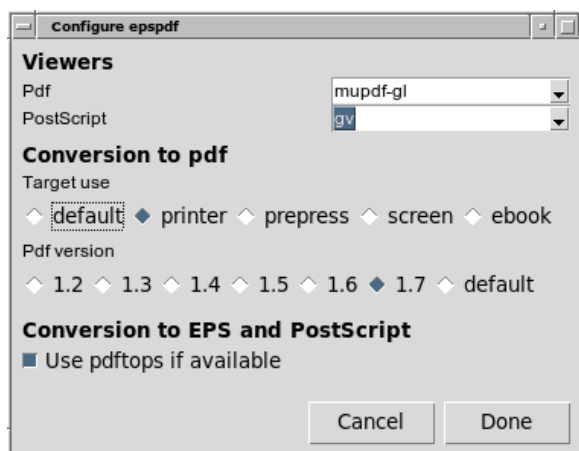 Configure epspdf
Viewers
Pdf mupdf-gl
PostScript gv
Conversion to pdf
Target use
default printer prepress screen ebook
Pdf version
1.2 1.3 1.4 1.5 1.6 1.7 default
Conversion to EPS and PostScript
Use pdftops if available
Cancel Done